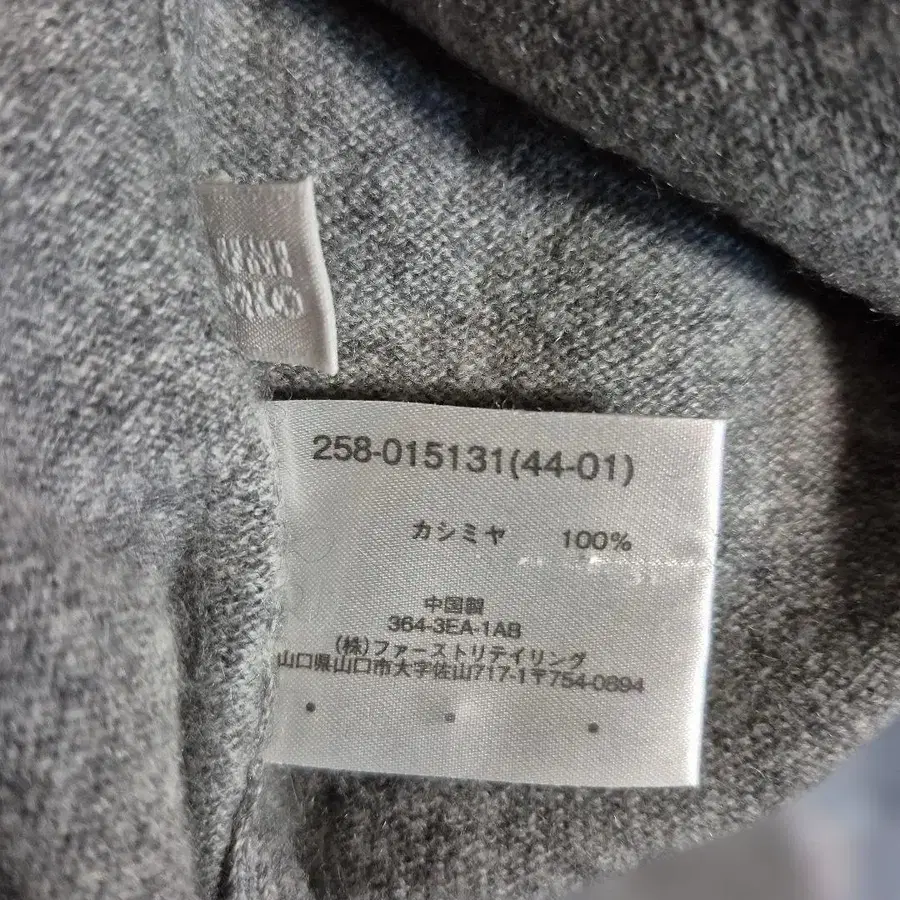 258-015131(44-01)
カシミヤ 100%
中国製
364-3EA-1AB
(株)ファーストリテイリング
山口県山口市大字佐山717-1〒754-0894